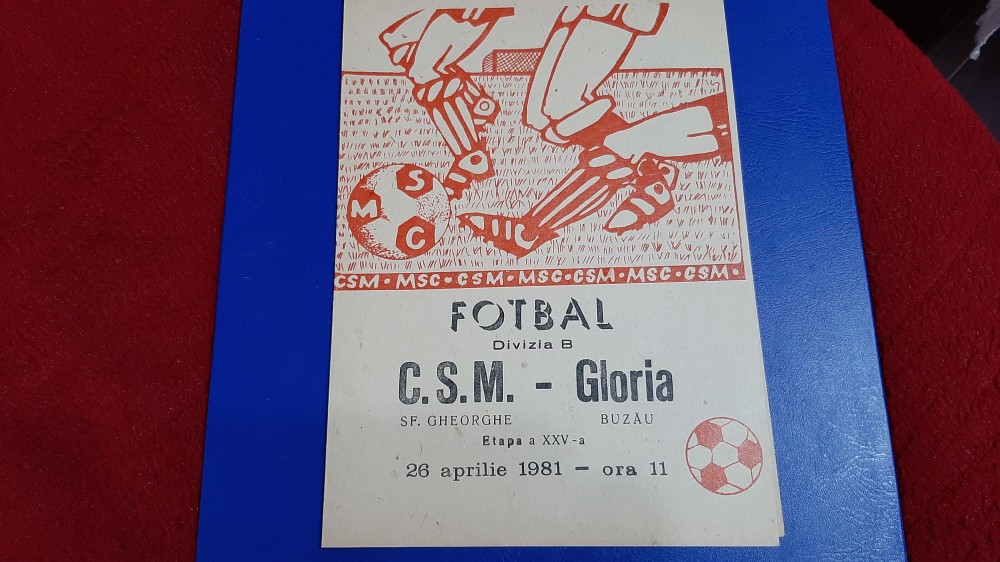 S
M
C
CSM • MSC • CSM • MSC • CSM • MSC • CSM •
FOTBAL
Divizia B
C.S.M. - Gloria
SF. GHEORGHE BUZĂU
Etapa a XXV-a
26 aprilie 1981 — ora 11